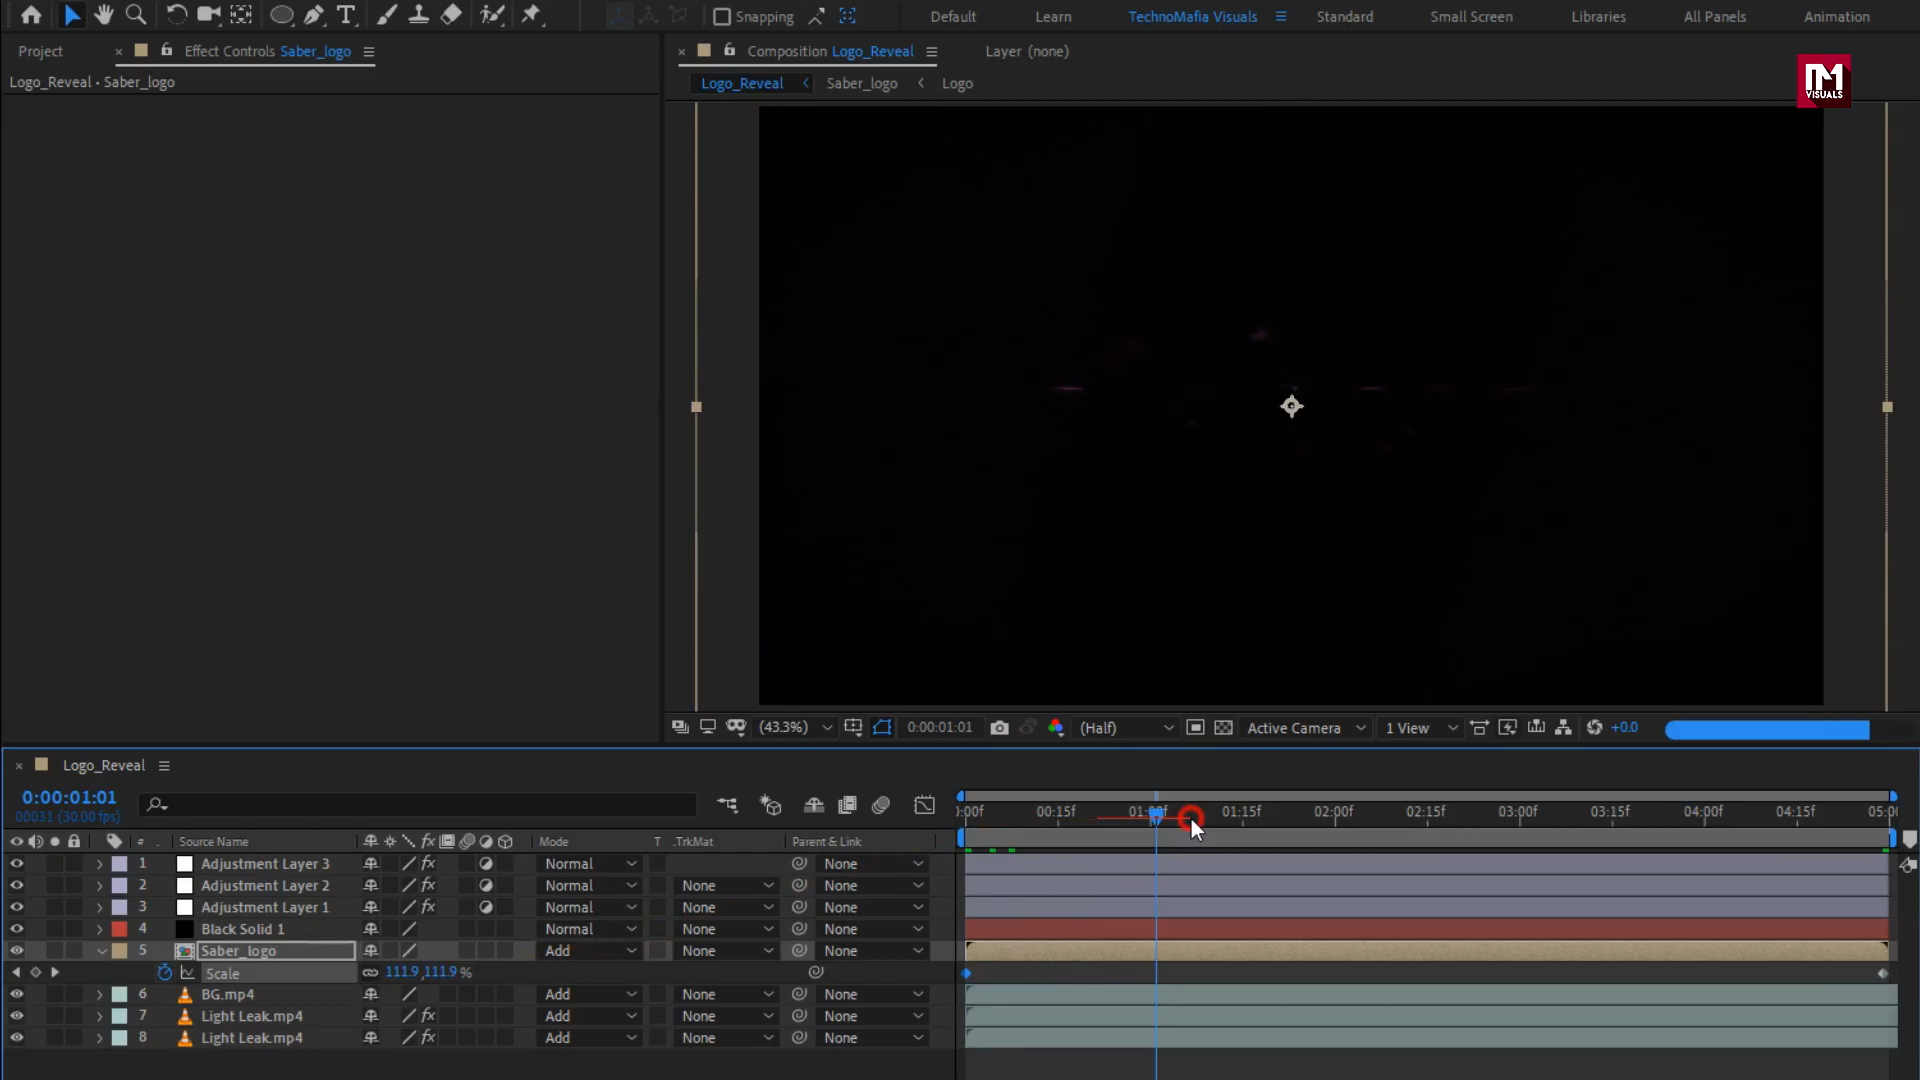 Snapping
Default
Learn
TechnoMafia Visuals
Standard
Small Screen
Libraries
All Panels
Animation
Project
Effect Controls Saber_logo
Composition Logo_Reveal
Layer (none)
Logo_Reveal • Saber_logo
Logo_Reveal
Saber_logo
Logo
VISUALS
(43.3%)
0:00:01:01
(Half)
Active Camera
1 View
+0.0
Logo_Reveal
0:00:01:01
00031 (30.00 fps)
:00f 00:15f 01:00f 01:15f 02:00f 02:15f 03:00f 03:15f 04:00f 04:15f 05:00
# Source Name fx Mode T .TrkMat Parent & Link
1 Adjustment Layer 3 fx Normal None
2 Adjustment Layer 2 fx Normal None None
3 Adjustment Layer 1 fx Normal None None
4 Black Solid 1 Normal None None
5 Saber_logo Add None None
Scale 111.9,111.9 %
6 BG.mp4 Add None None
7 Light Leak.mp4 fx Add None None
8 Light Leak.mp4 fx Add None None